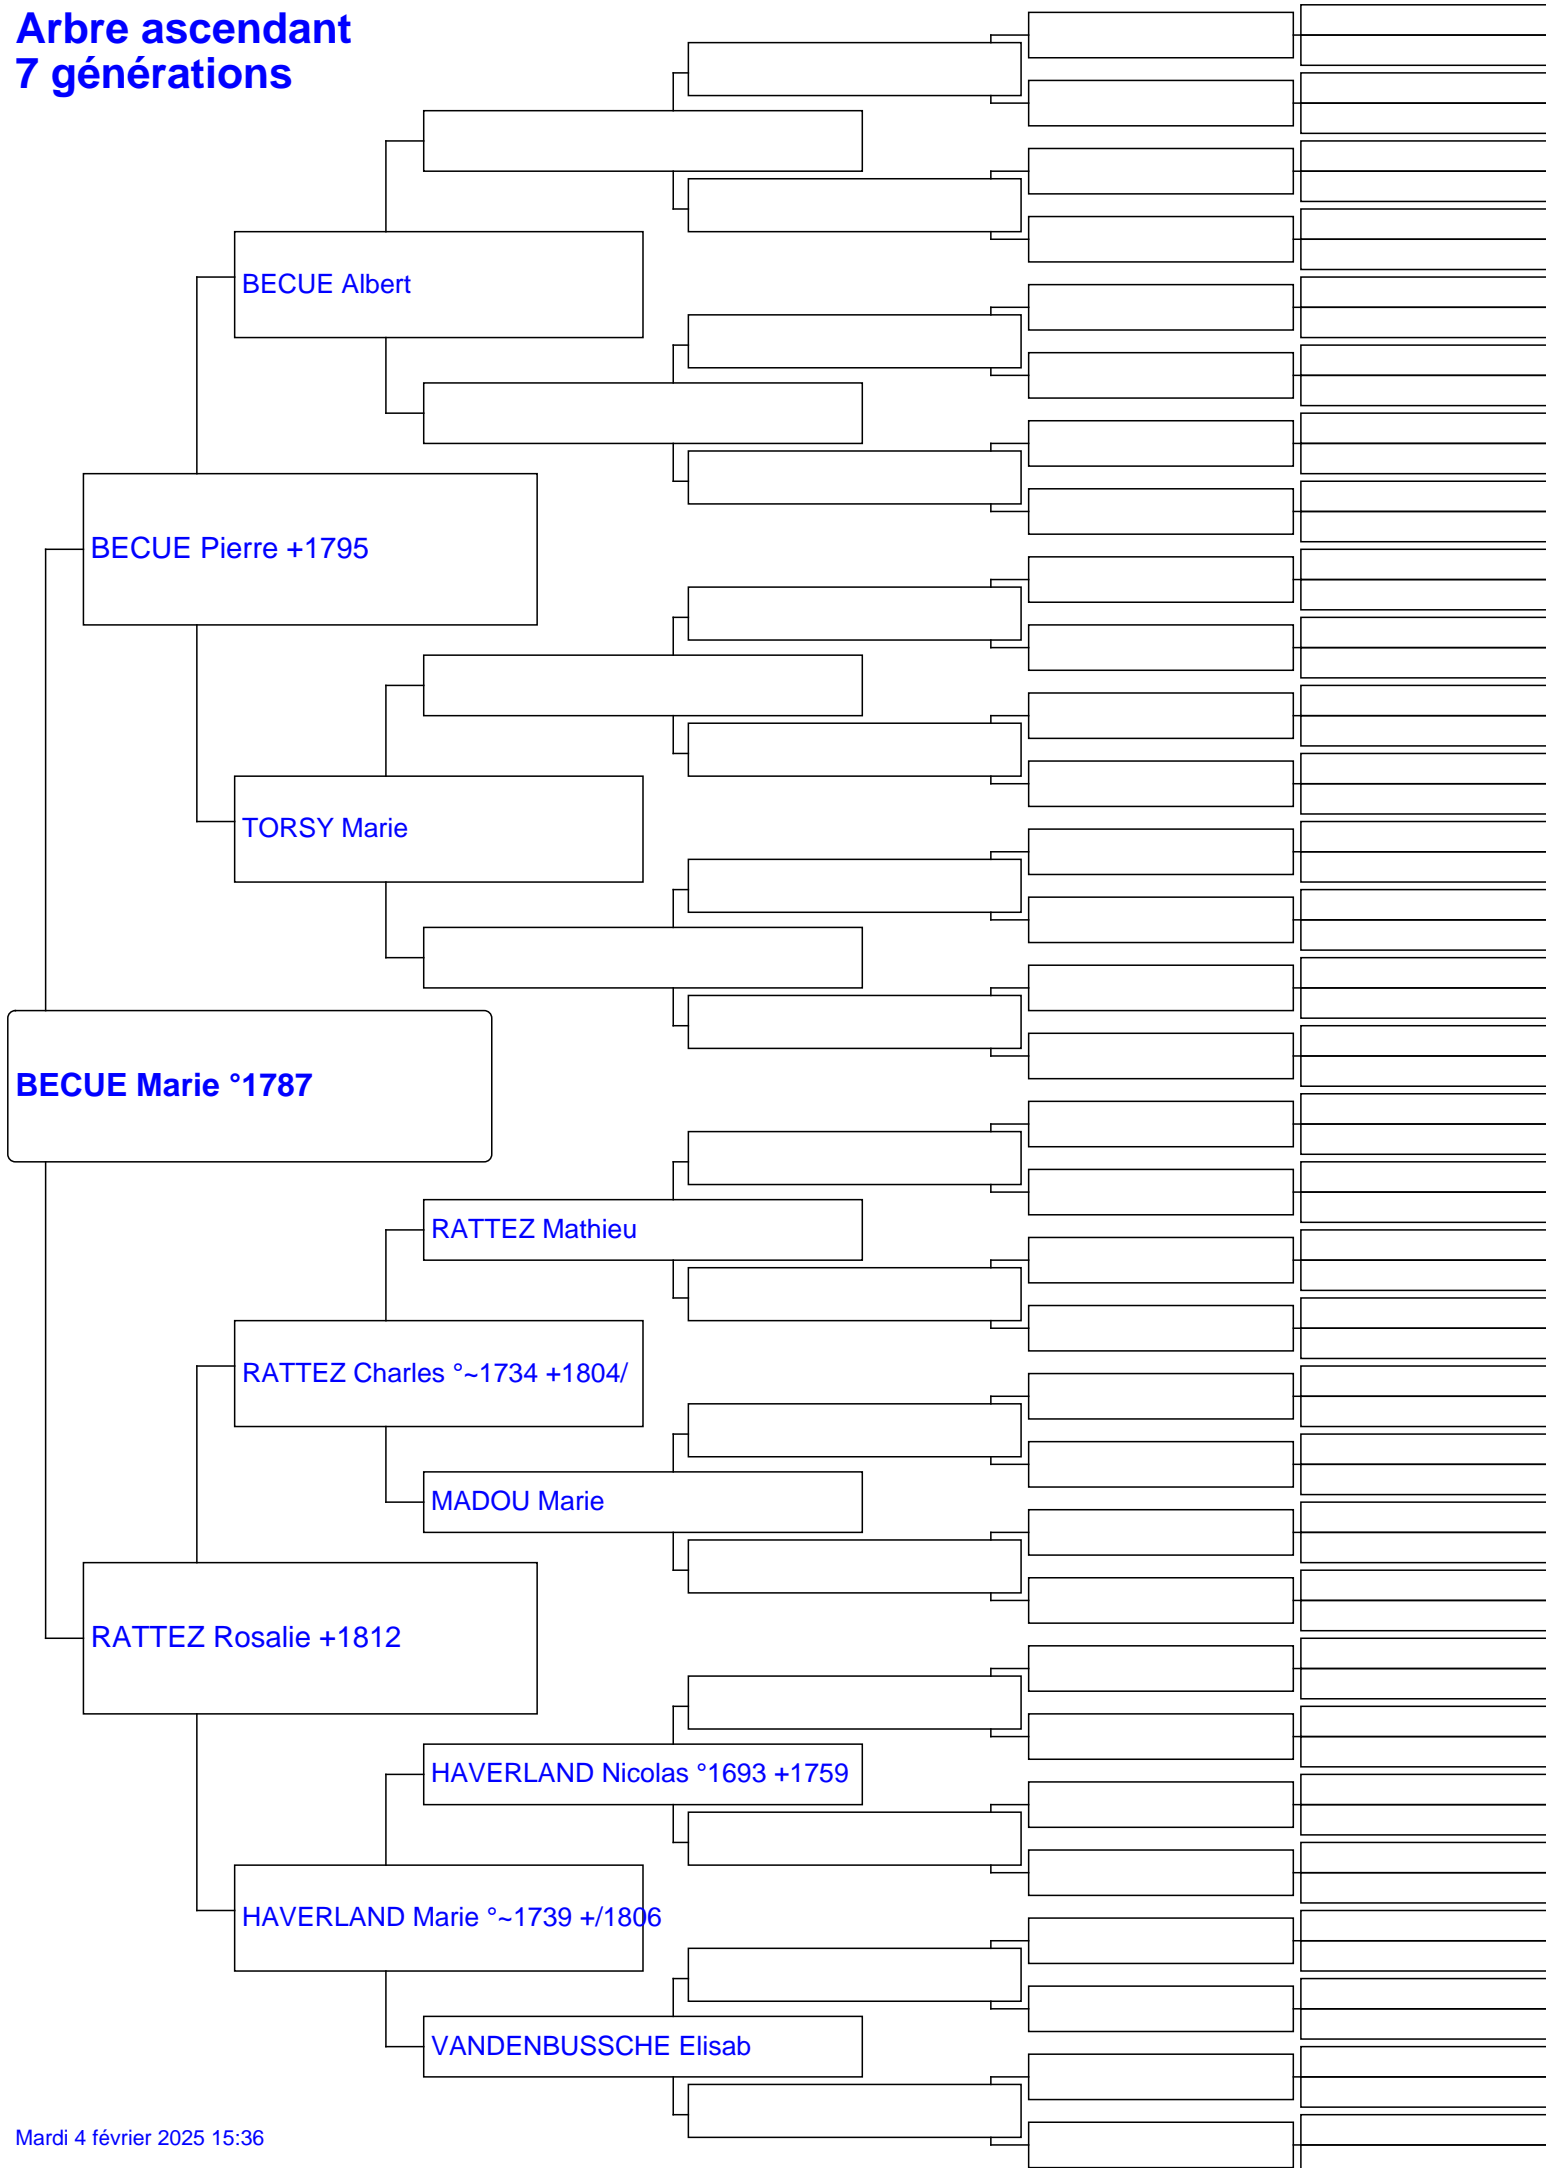 Arbre ascendant
7 générations
BECUE Albert
BECUE Pierre +1795
TORSY Marie
BECUE Marie °1787
RATTEZ Mathieu
RATTEZ Charles °~1734 +1804/
MADOU Marie
RATTEZ Rosalie +1812
HAVERLAND Nicolas °1693 +1759
HAVERLAND Marie °~1739 +/1806
VANDENBUSSCHE Elisab
Mardi 4 février 2025 15:36